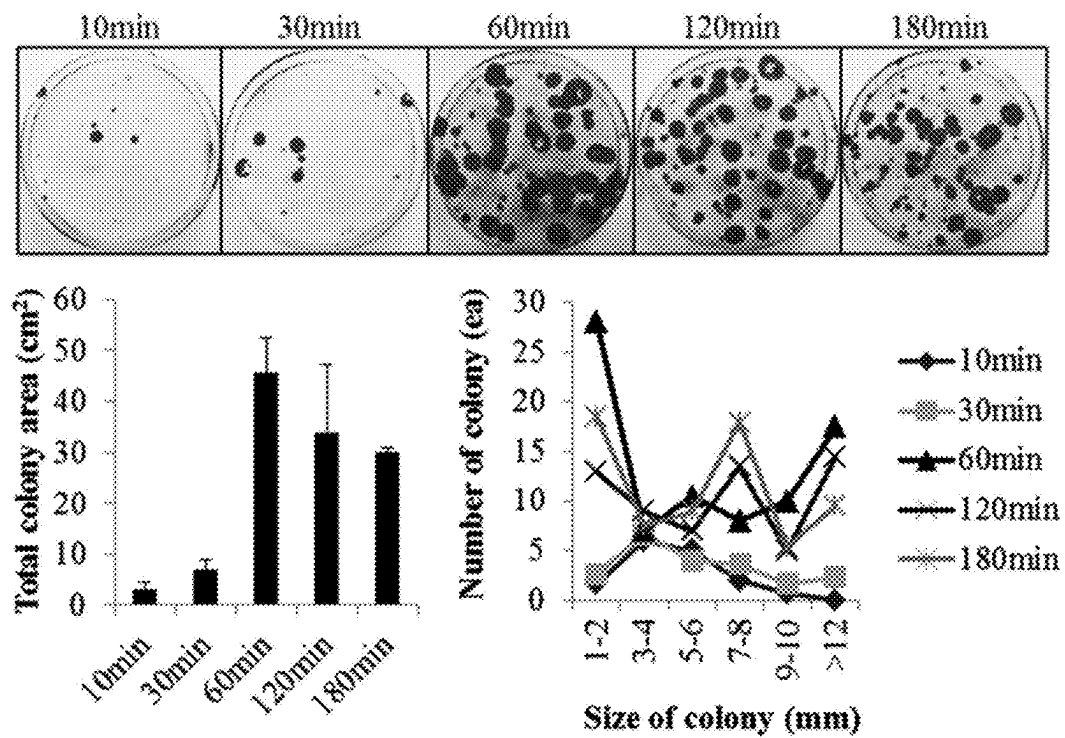 10min 30min 60min 120min 180min
Total colony area (cm²)
60
50
40
30
20
10
0
10min 30min 60min 120min 180min
Number of colony (ea)
30
25
20
15
10
5
0
1-2 3-4 5-6 7-8 9-10 >12
Size of colony (mm)
10min
30min
60min
120min
180min